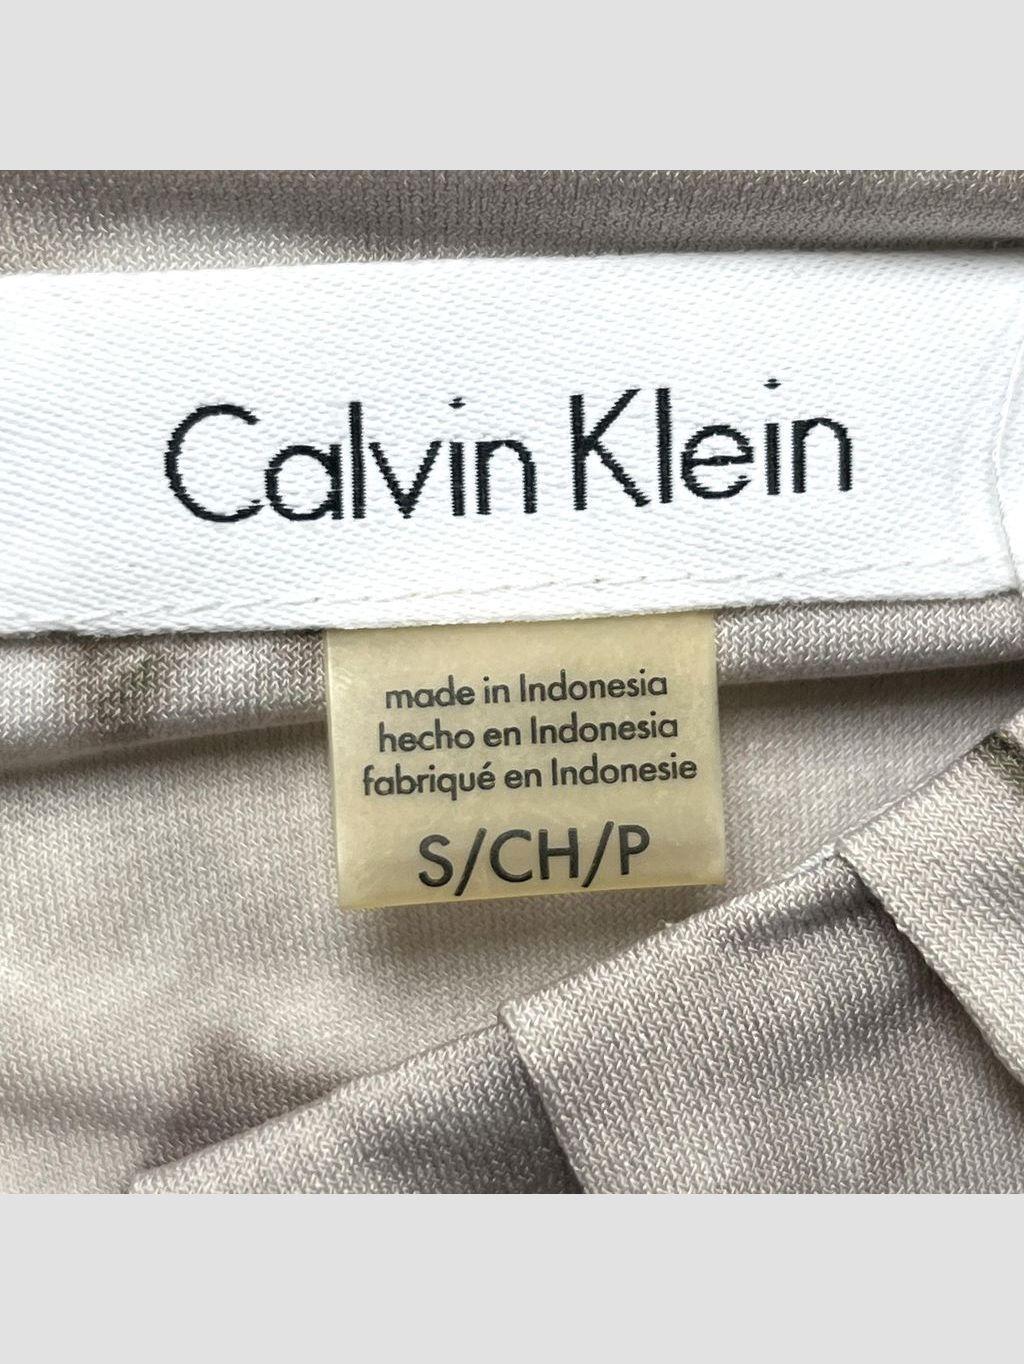 Calvin Klein
made in Indonesia
hecho en Indonesia
fabriqué en Indonesie
S/CH/P